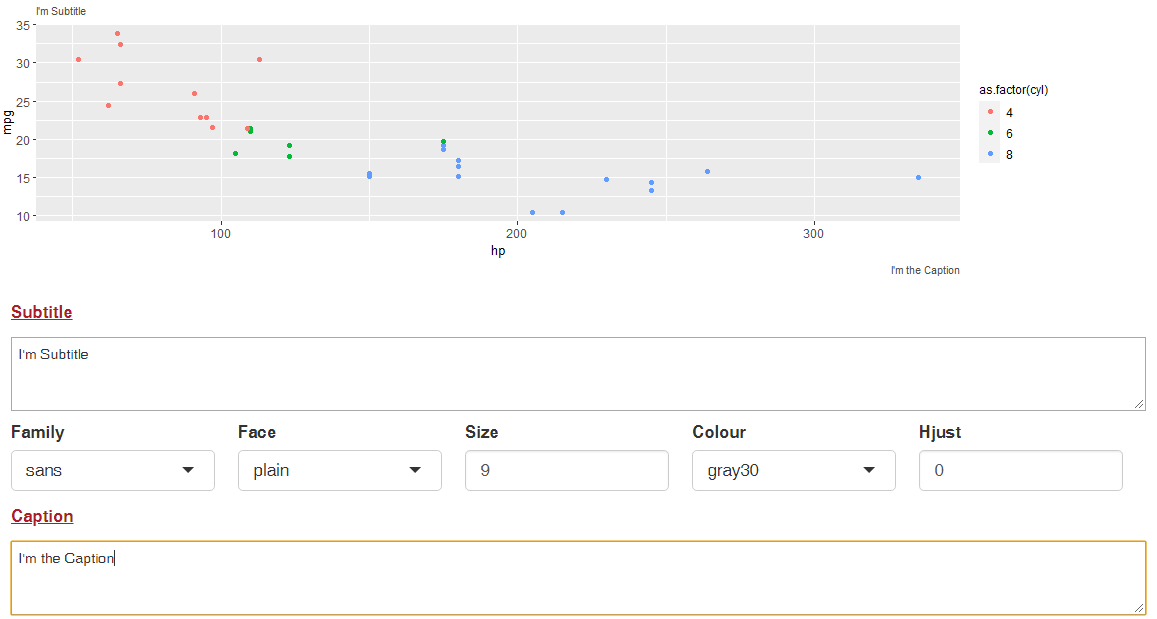 I'm Subtitle
35
30
25
20
15
10
mpg
100 200 300
hp
as.factor(cyl)
4
6
8
I'm the Caption
Subtitle
I'm Subtitle
Family Face Size Colour Hjust
sans plain 9 gray30 0
Caption
I'm the Caption